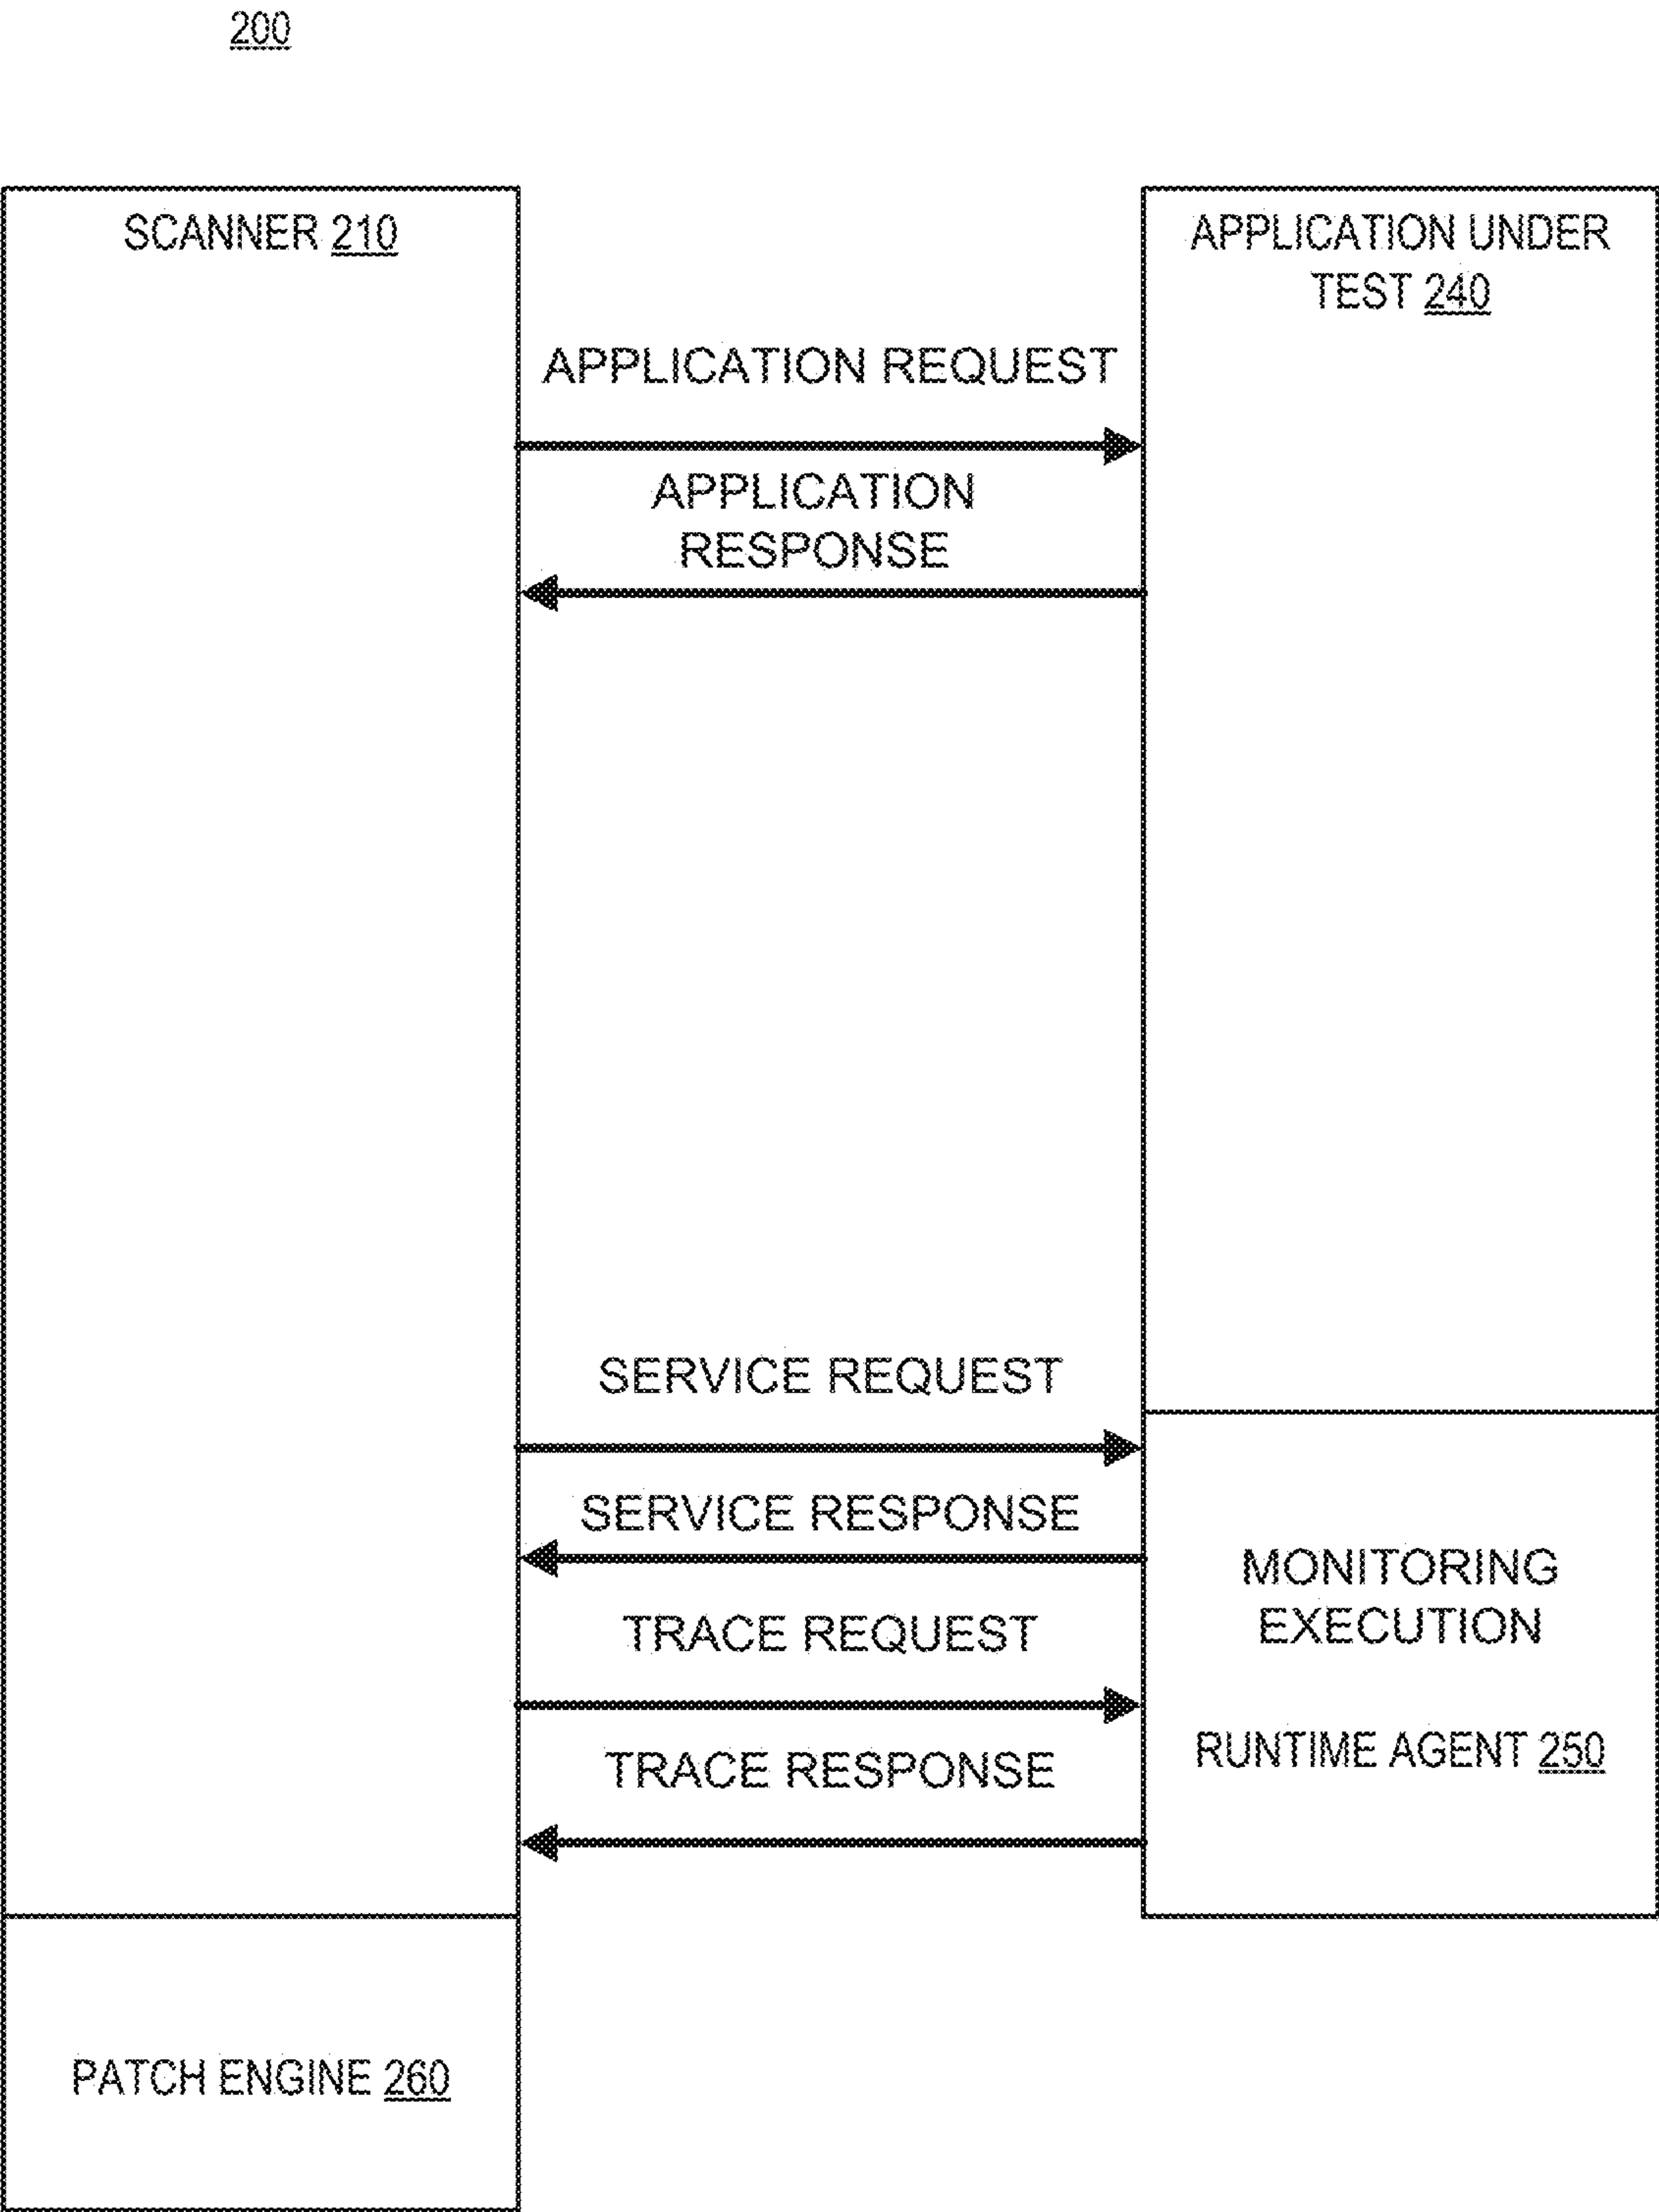 200
SCANNER 210
APPLICATION UNDER
TEST 240
APPLICATION REQUEST
APPLICATION
RESPONSE
SERVICE REQUEST
SERVICE RESPONSE
MONITORING
EXECUTION
TRACE REQUEST
RUNTIME AGENT 250
TRACE RESPONSE
PATCH ENGINE 260